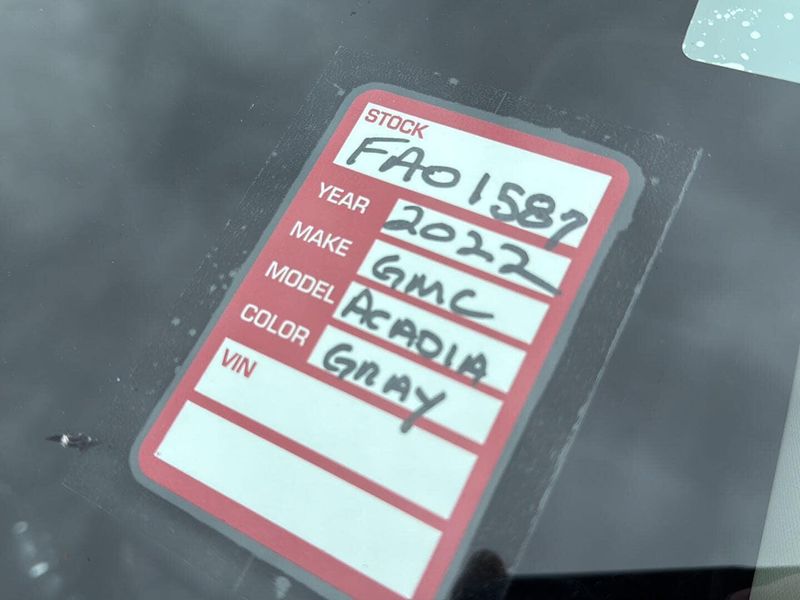 STOCK
FA01587
YEAR 2022
MAKE GMC
MODEL ACADIA
COLOR GRAY
VIN